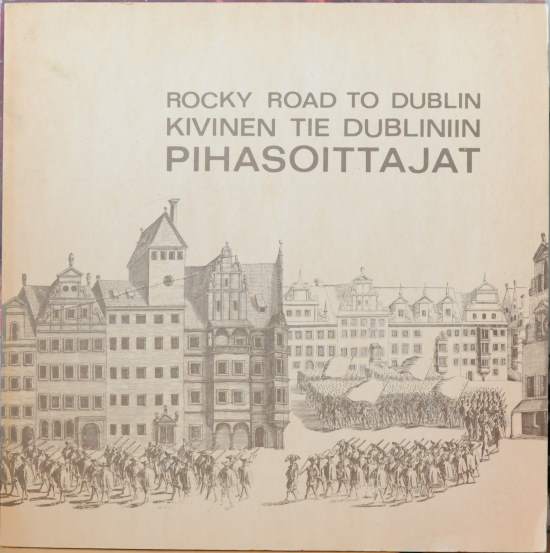 ROCKY ROAD TO DUBLIN
KIVINEN TIE DUBLINIIN
PIHASOITTAJAT